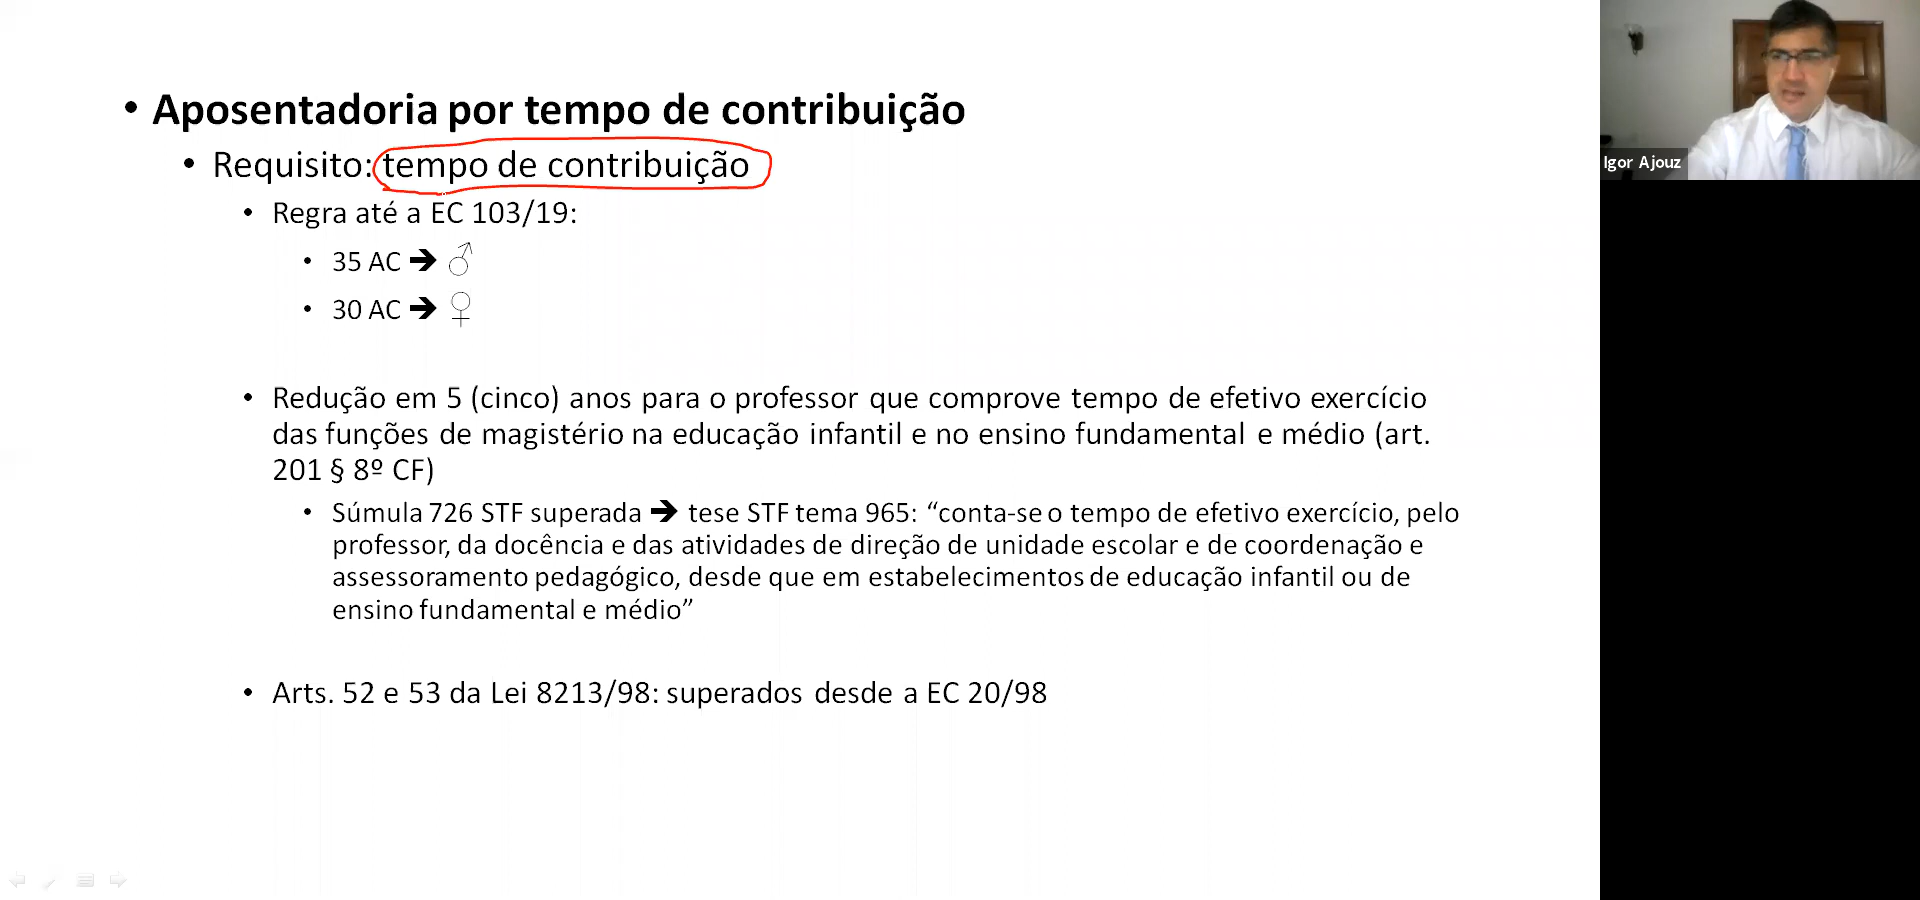 • Aposentadoria por tempo de contribuição
• Requisito: tempo de contribuição
• Regra até a EC 103/19:
• 35 AC ➔ ♂
• 30 AC ➔ ♀
• Redução em 5 (cinco) anos para o professor que comprove tempo de efetivo exercício
das funções de magistério na educação infantil e no ensino fundamental e médio (art.
201 § 8º CF)
• Súmula 726 STF superada ➔ tese STF tema 965: “conta-se o tempo de efetivo exercício, pelo
professor, da docência e das atividades de direção de unidade escolar e de coordenação e
assessoramento pedagógico, desde que em estabelecimentos de educação infantil ou de
ensino fundamental e médio”
• Arts. 52 e 53 da Lei 8213/98: superados desde a EC 20/98
Igor Ajouz